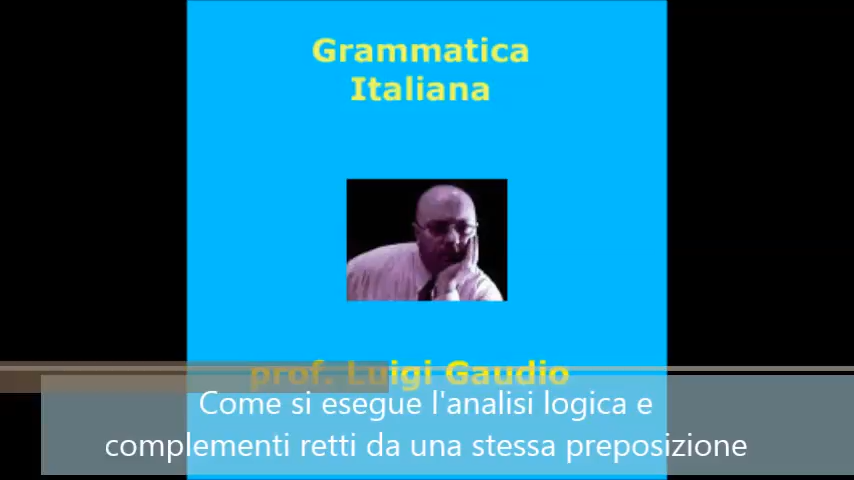 Grammatica
Italiana
prof. Luigi Gaudio
Come si esegue l'analisi logica e
complementi retti da una stessa preposizione